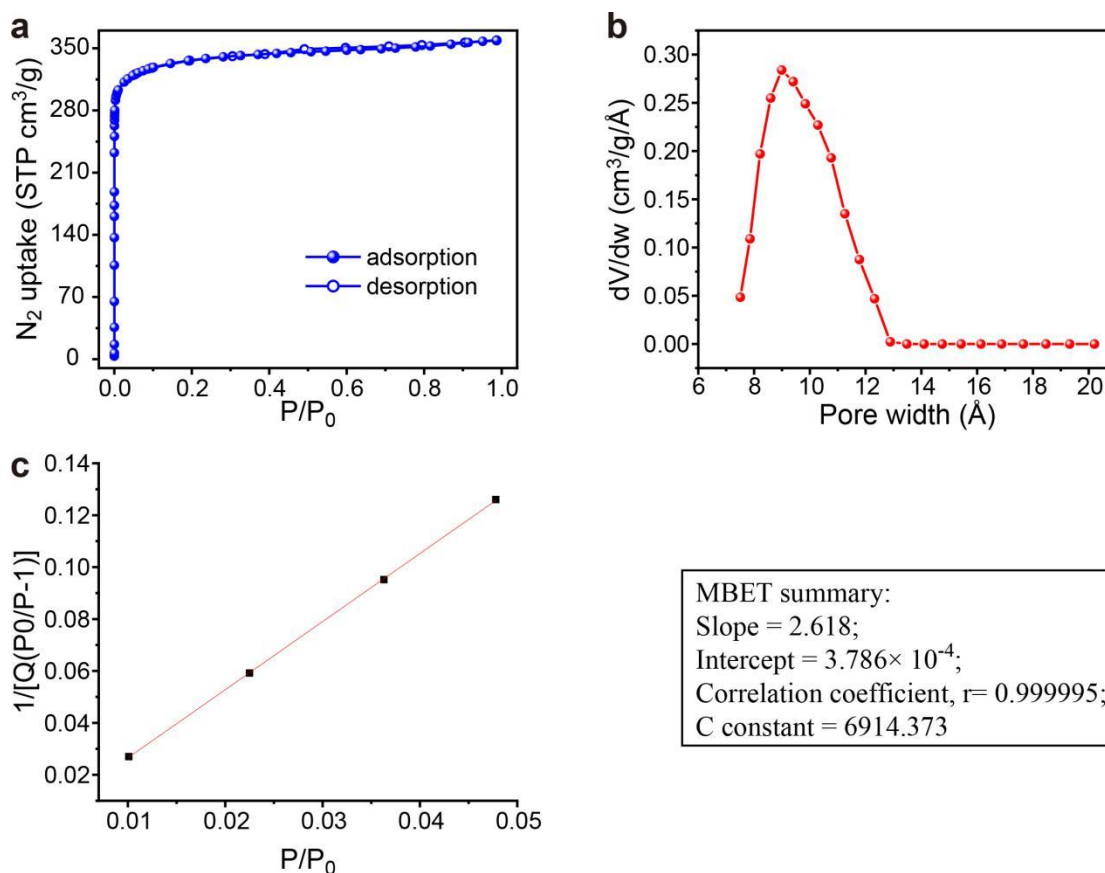 a
N₂ uptake (STP cm³/g)
350
280
210
140
70
0
adsorption
desorption
0.0 0.2 0.4 0.6 0.8 1.0
P/P₀
b
dV/dw (cm³/g/Å)
0.30
0.25
0.20
0.15
0.10
0.05
0.00
6 8 10 12 14 16 18 20
Pore width (Å)
c
1/[Q(P0/P-1)]
0.14
0.12
0.10
0.08
0.06
0.04
0.02
0.01 0.02 0.03 0.04 0.05
P/P₀
MBET summary:
Slope = 2.618;
Intercept = 3.786× 10⁻⁴;
Correlation coefficient, r= 0.999995;
C constant = 6914.373